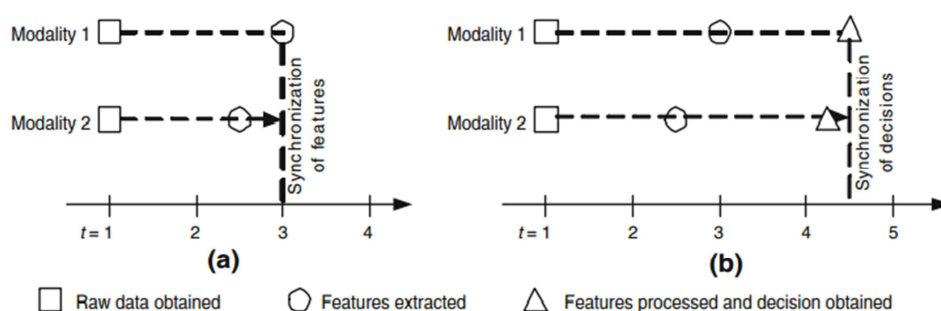 Modality 1
Modality 2
Synchronization
of features
t = 1 2 3 4
(a)
Modality 1
Modality 2
Synchronization
of decisions
t = 1 2 3 4 5
(b)
Raw data obtained Features extracted Features processed and decision obtained